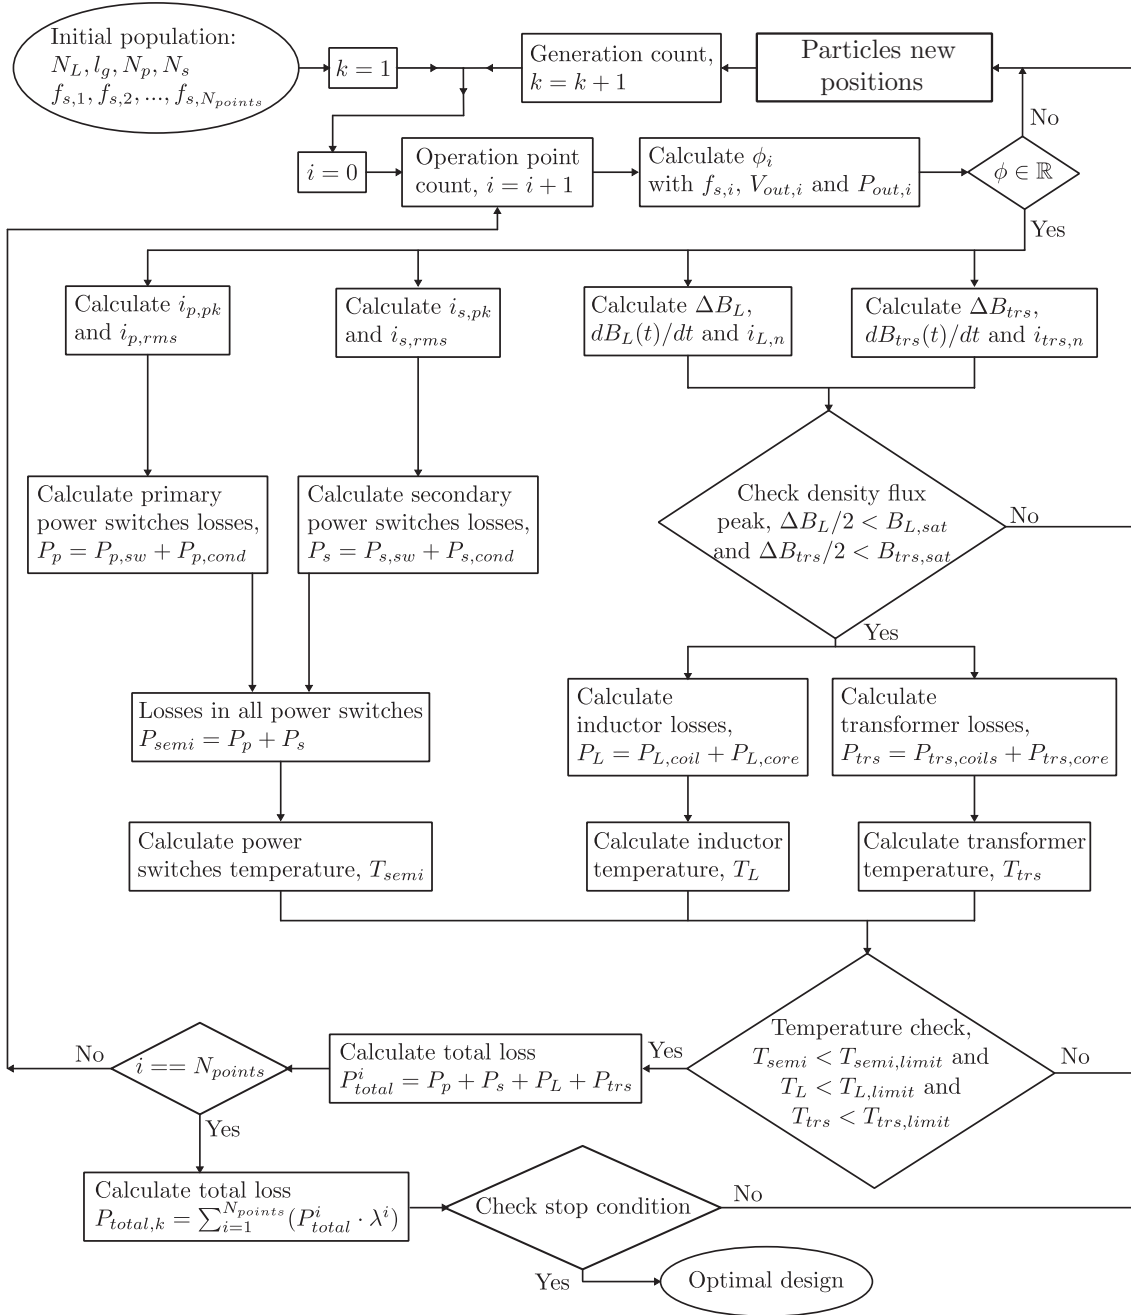 Initial population:
N_L, l_g, N_p, N_s
f_{s,1}, f_{s,2}, ..., f_{s,N_{points}}
k = 1
Generation count,
k = k + 1
Particles new
positions
No
i = 0
Operation point
count, i = i + 1
Calculate ϕ_i
with f_{s,i}, V_{out,i} and P_{out,i}
ϕ ∈ ℝ
Yes
Calculate i_{p,pk}
and i_{p,rms}
Calculate i_{s,pk}
and i_{s,rms}
Calculate ΔB_L,
dB_L(t)/dt and i_{L,n}
Calculate ΔB_{trs},
dB_{trs}(t)/dt and i_{trs,n}
Calculate primary
power switches losses,
P_p = P_{p,sw} + P_{p,cond}
Calculate secondary
power switches losses,
P_s = P_{s,sw} + P_{s,cond}
Check density flux
peak, ΔB_L/2 < B_{L,sat}
and ΔB_{trs}/2 < B_{trs,sat}
No
Yes
Losses in all power switches
P_{semi} = P_p + P_s
Calculate
inductor losses,
P_L = P_{L,coil} + P_{L,core}
Calculate
transformer losses,
P_{trs} = P_{trs,coils} + P_{trs,core}
Calculate power
switches temperature, T_{semi}
Calculate inductor
temperature, T_L
Calculate transformer
temperature, T_{trs}
Temperature check,
T_{semi} < T_{semi,limit} and
T_L < T_{L,limit} and
T_{trs} < T_{trs,limit}
No
Yes
Calculate total loss
P^i_{total} = P_p + P_s + P_L + P_{trs}
i == N_{points}
No
Yes
Calculate total loss
P_{total,k} = ∑_{i=1}^{N_{points}}(P^i_{total} · λ^i)
Check stop condition
No
Yes
Optimal design